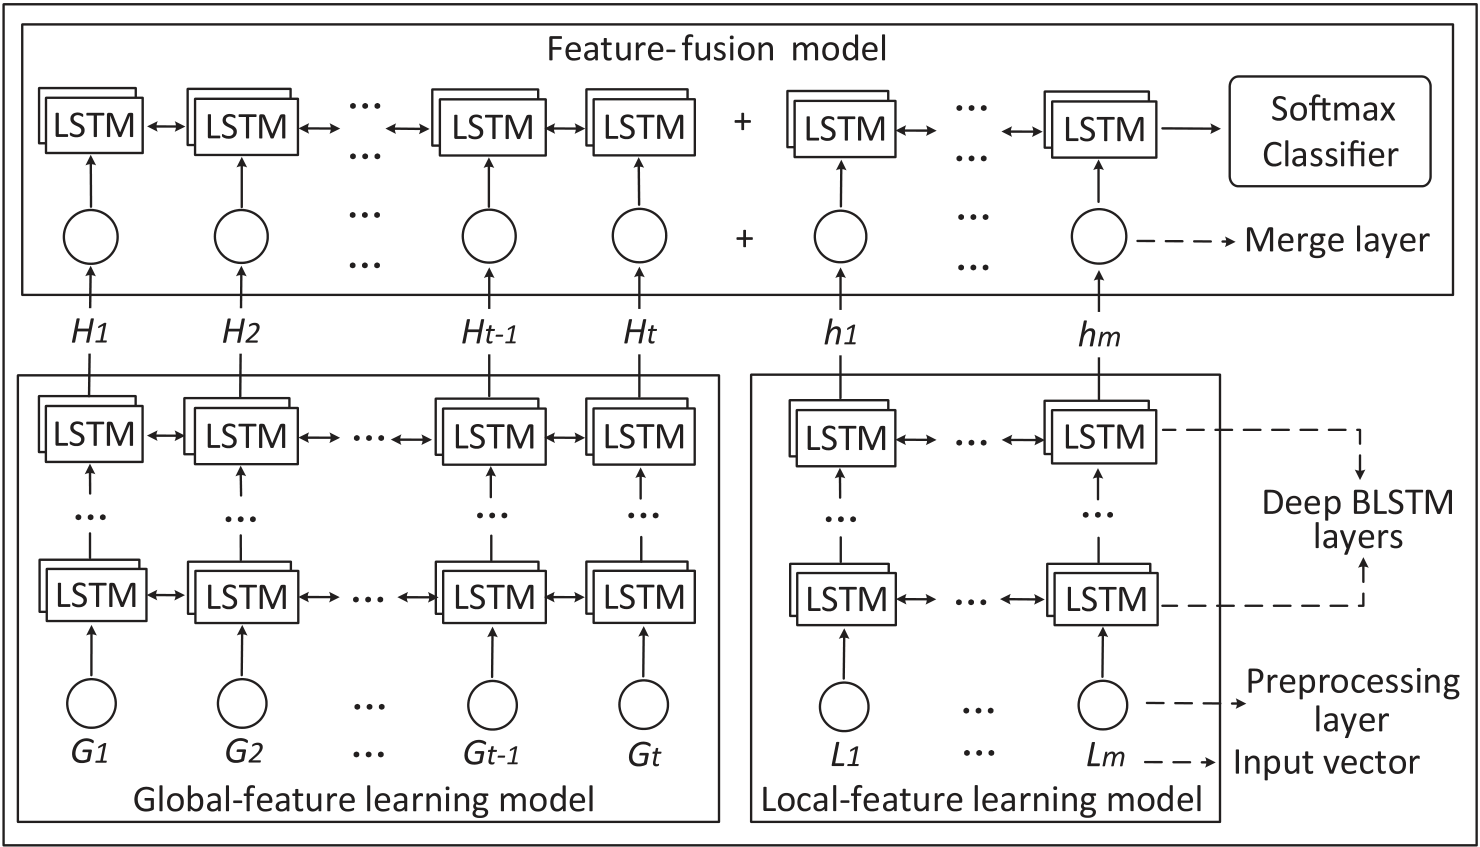 Feature-fusion model
LSTM LSTM ... LSTM LSTM + LSTM ... LSTM
Softmax
Classifier
... ...
... ...
+ Merge layer
... ...
H1 H2 Ht-1 Ht h1 hm
LSTM LSTM ... LSTM LSTM LSTM ... LSTM
... ... ... ... ... ...
Deep BLSTM
layers
LSTM LSTM ... LSTM LSTM LSTM ... LSTM
... ...
Preprocessing
layer
G1 G2 ... Gt-1 Gt L1 ... Lm Input vector
Global-feature learning model Local-feature learning model